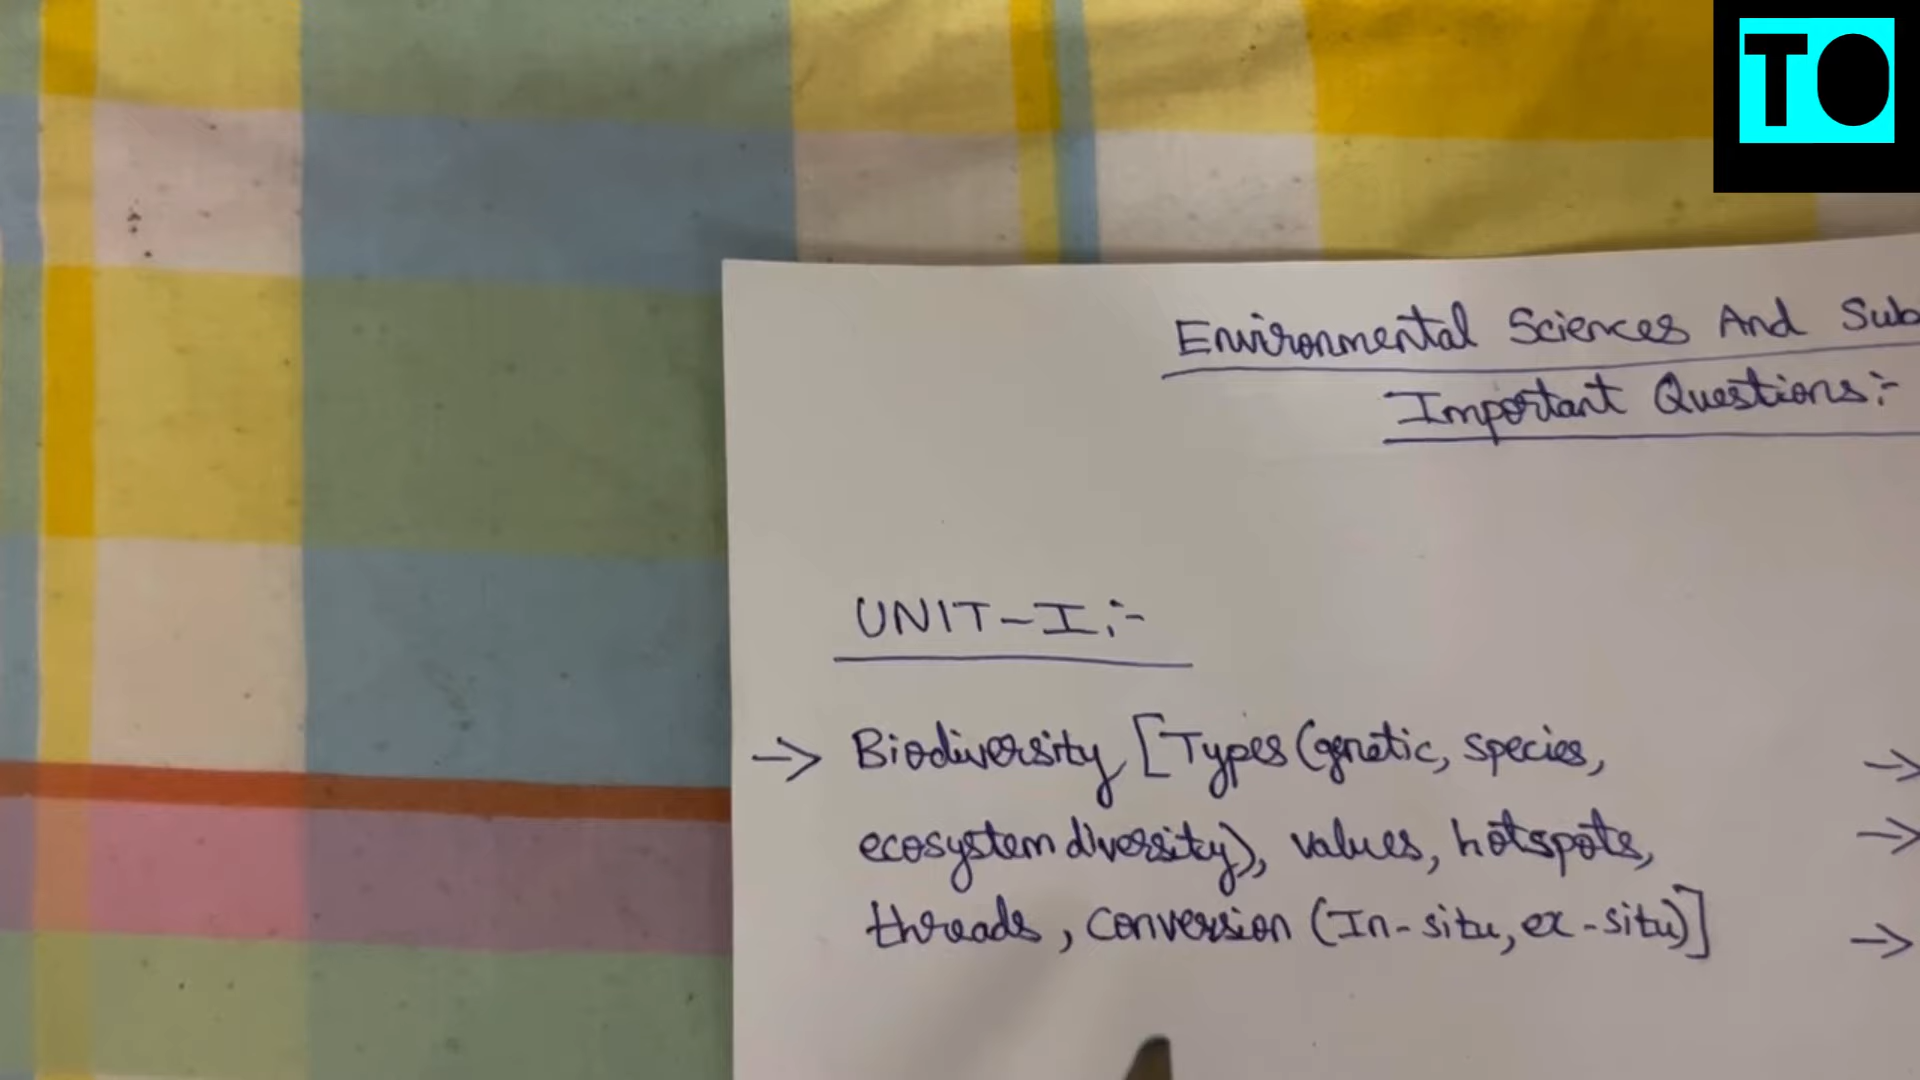 TO
Environmental Sciences And Sub
Important Questions:-
UNIT-I:-
→ Biodiversity [Types (genetic, species, →
ecosystem diversity), values, hotspots, →
threads, conversion (In-situ, ex-situ)] →